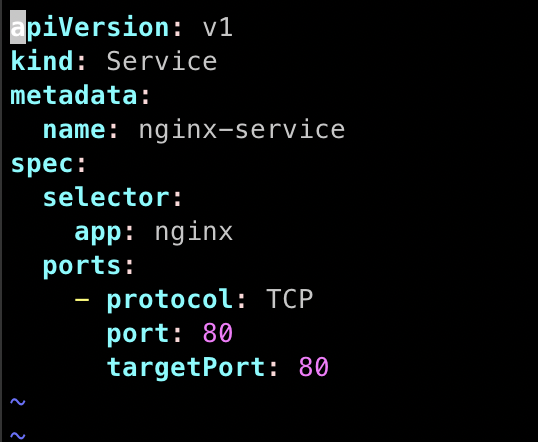 apiVersion: v1
kind: Service
metadata:
  name: nginx-service
spec:
  selector:
    app: nginx
  ports:
    - protocol: TCP
      port: 80
      targetPort: 80
~
~